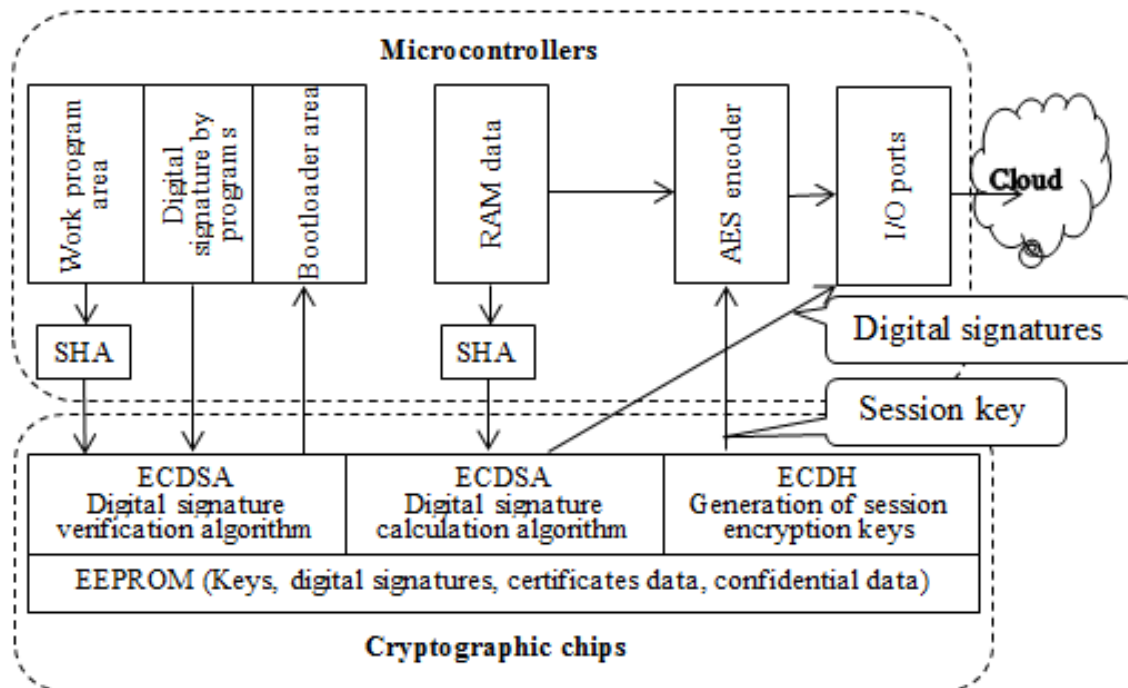 Microcontrollers
Work program
area
Digital
signature by
programs
Bootloader area
RAM data
AES encoder
I/O ports
Cloud
SHA
SHA
Digital signatures
Session key
ECDSA
Digital signature
verification algorithm
ECDSA
Digital signature
calculation algorithm
ECDH
Generation of session
encryption keys
EEPROM (Keys, digital signatures, certificates data, confidential data)
Cryptographic chips